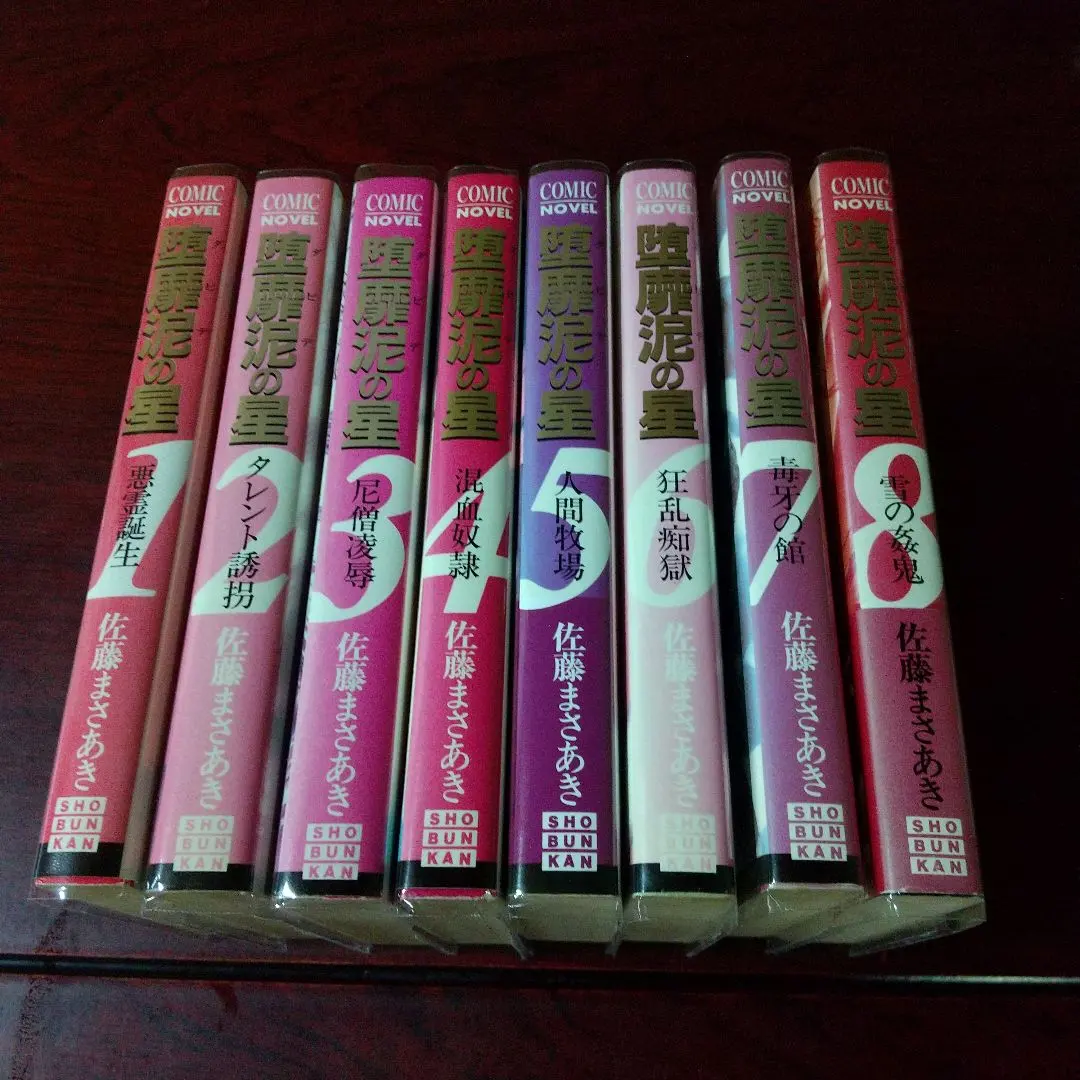 COMIC
NOVEL
堕靡泥の星
1
悪霊誕生
佐藤まさあき
SHO
BUN
KAN
COMIC
NOVEL
堕靡泥の星
2
タレント誘拐
佐藤まさあき
SHO
BUN
KAN
COMIC
NOVEL
堕靡泥の星
3
尼僧凌辱
佐藤まさあき
SHO
BUN
KAN
COMIC
NOVEL
堕靡泥の星
4
混血奴隷
佐藤まさあき
SHO
BUN
KAN
COMIC
NOVEL
堕靡泥の星
5
人間牧場
佐藤まさあき
SHO
BUN
KAN
COMIC
NOVEL
堕靡泥の星
6
狂乱痴獄
佐藤まさあき
SHO
BUN
KAN
COMIC
NOVEL
堕靡泥の星
7
毒牙の館
佐藤まさあき
SHO
BUN
KAN
COMIC
NOVEL
堕靡泥の星
8
雪の姦鬼
佐藤まさあき
SHO
BUN
KAN